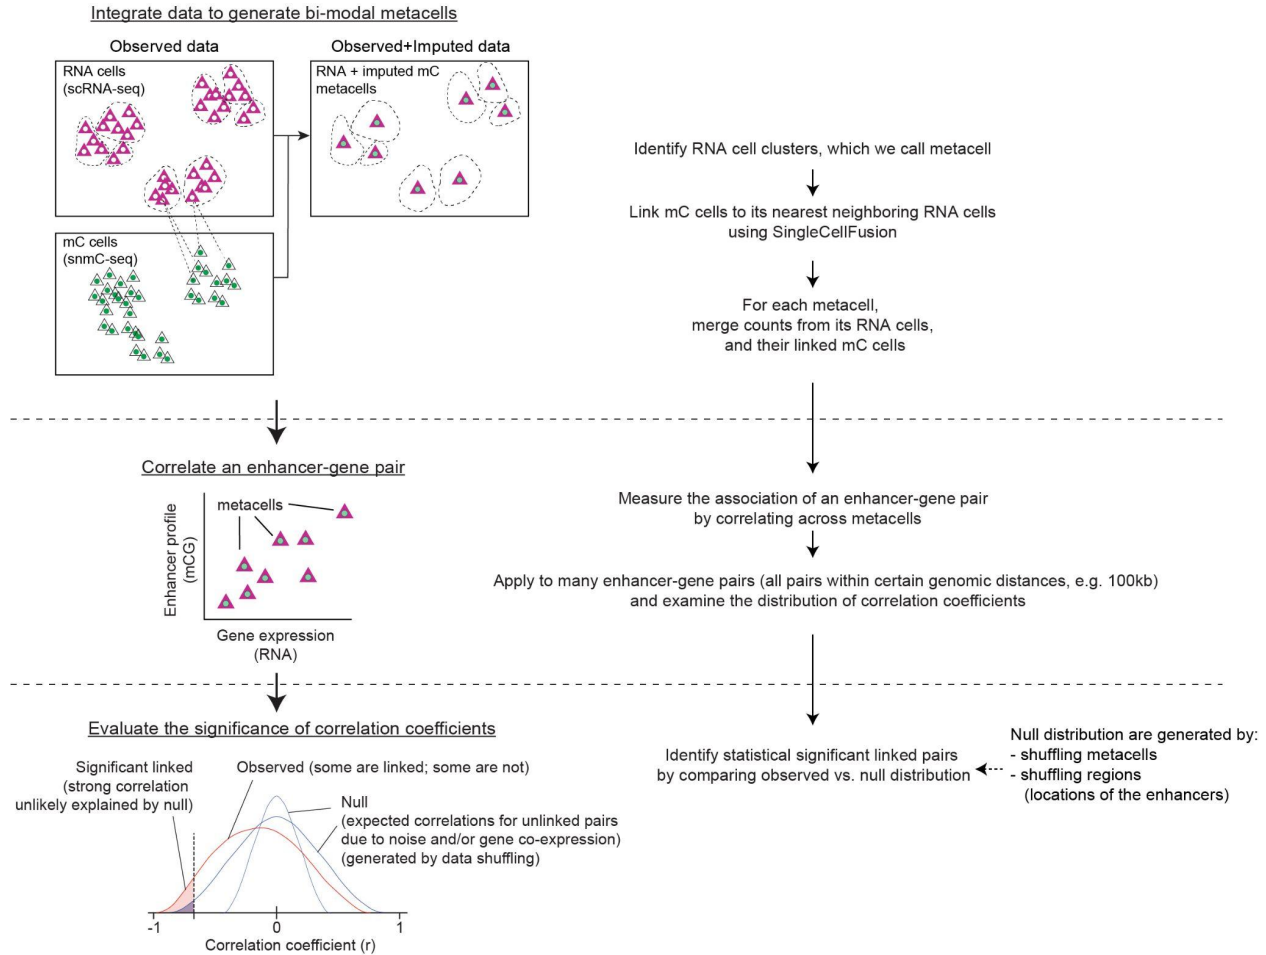 Integrate data to generate bi-modal metacells
Observed data
Observed+Imputed data
RNA cells
(scRNA-seq)
RNA + imputed mC
metacells
mC cells
(snmC-seq)
Identify RNA cell clusters, which we call metacell
Link mC cells to its nearest neighboring RNA cells
using SingleCellFusion
For each metacell,
merge counts from its RNA cells,
and their linked mC cells
Correlate an enhancer-gene pair
metacells
Enhancer profile
(mCG)
Gene expression
(RNA)
Measure the association of an enhancer-gene pair
by correlating across metacells
Apply to many enhancer-gene pairs (all pairs within certain genomic distances, e.g. 100kb)
and examine the distribution of correlation coefficients
Evaluate the significance of correlation coefficients
Significant linked
(strong correlation
unlikely explained by null)
Observed (some are linked; some are not)
Null
(expected correlations for unlinked pairs
due to noise and/or gene co-expression)
(generated by data shuffling)
-1
0
1
Correlation coefficient (r)
Identify statistical significant linked pairs
by comparing observed vs. null distribution
Null distribution are generated by:
- shuffling metacells
- shuffling regions
(locations of the enhancers)